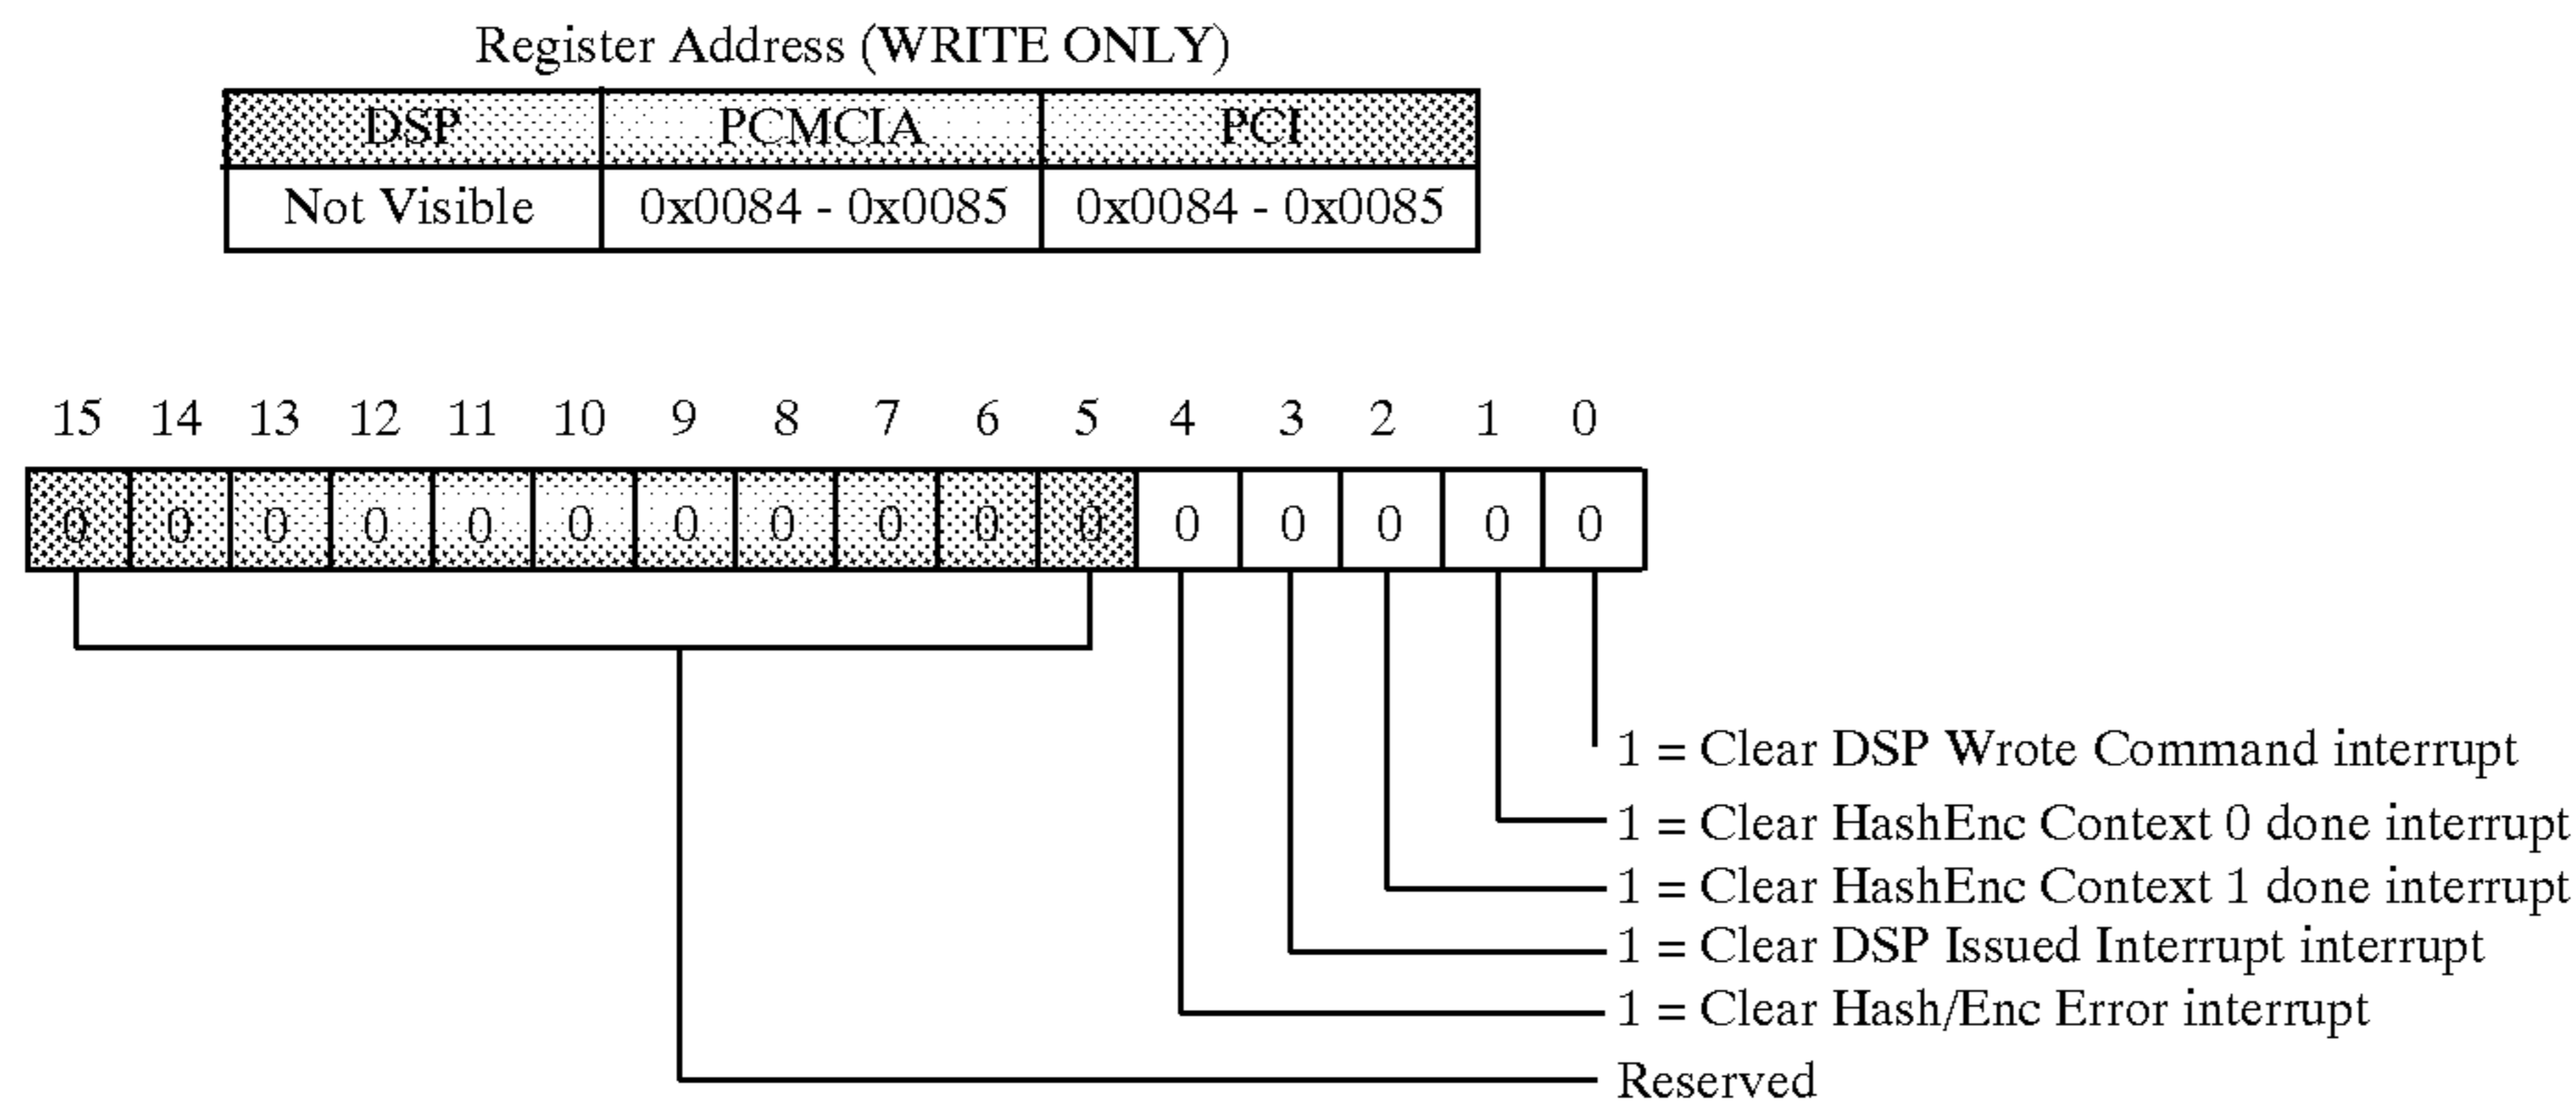 Register Address (WRITE ONLY)
DSP PCMCIA PCI
Not Visible 0x0084 - 0x0085 0x0084 - 0x0085
15 14 13 12 11 10 9 8 7 6 5 4 3 2 1 0
0 0 0 0 0 0 0 0 0 0 0 0 0 0 0 0
1 = Clear DSP Wrote Command interrupt
1 = Clear HashEnc Context 0 done interrupt
1 = Clear HashEnc Context 1 done interrupt
1 = Clear DSP Issued Interrupt interrupt
1 = Clear Hash/Enc Error interrupt
Reserved